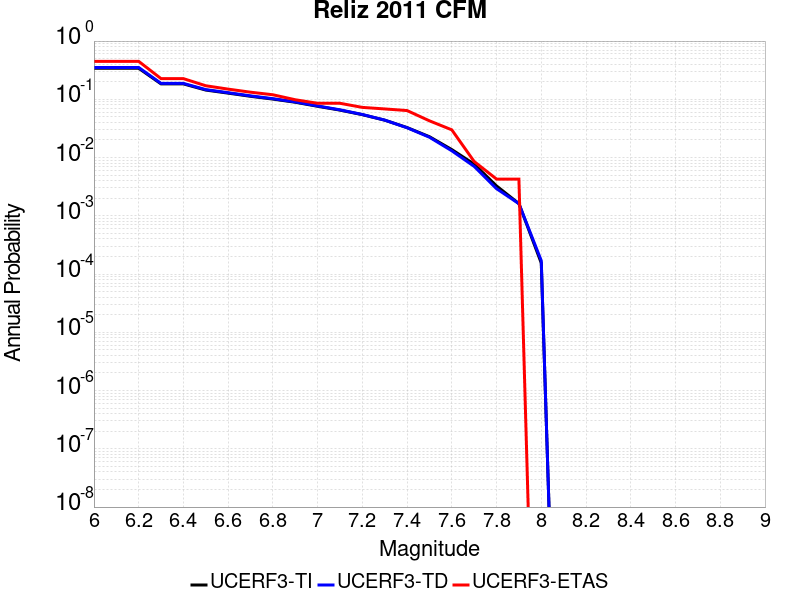 Reliz 2011 CFM
Annual Probability
10^0
10^-1
10^-2
10^-3
10^-4
10^-5
10^-6
10^-7
10^-8
6 6.2 6.4 6.6 6.8 7 7.2 7.4 7.6 7.8 8 8.2 8.4 8.6 8.8 9
Magnitude
UCERF3-TI UCERF3-TD UCERF3-ETAS